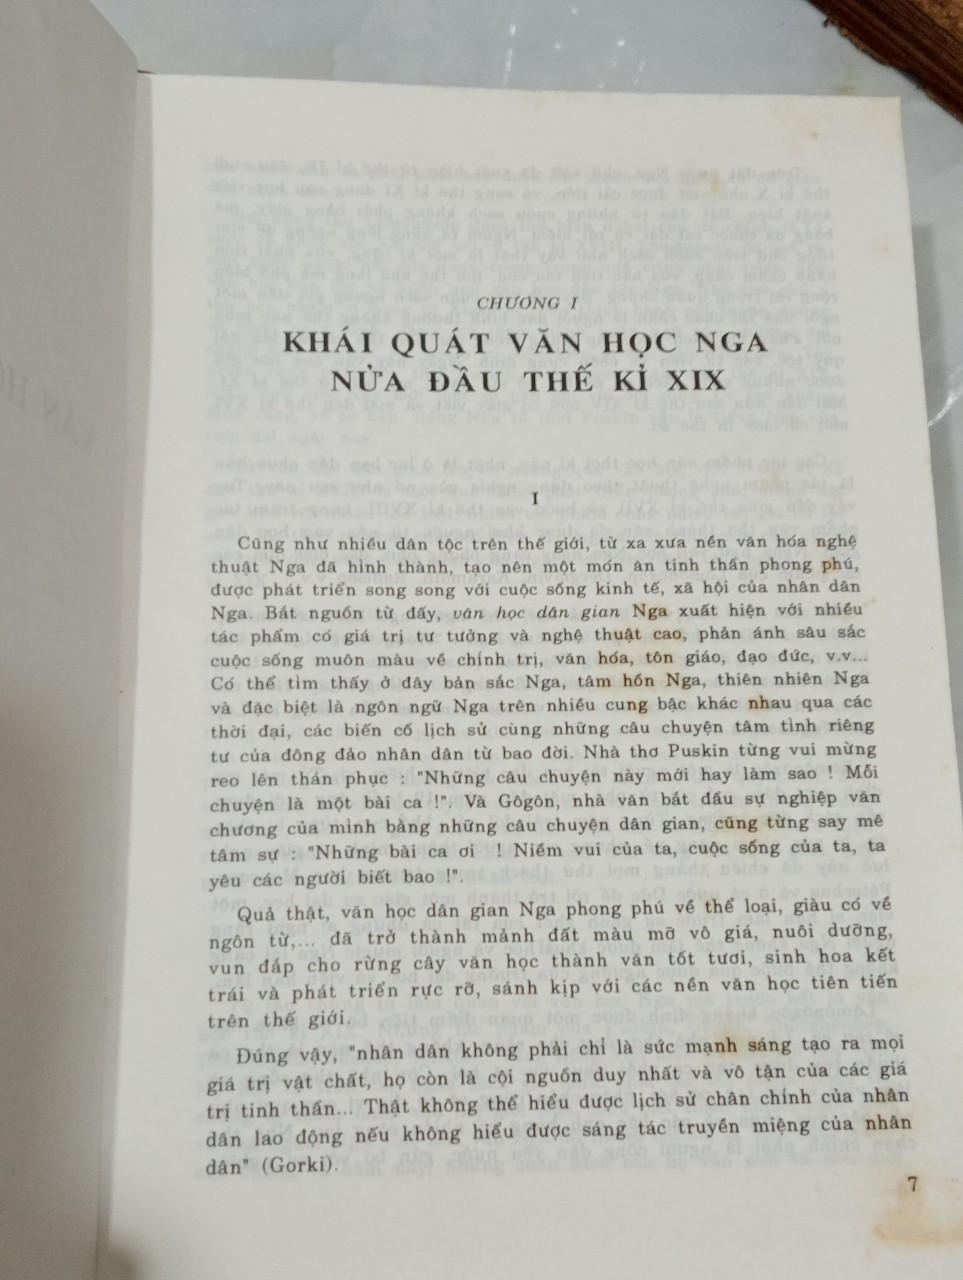 CHƯƠNG I
KHÁI QUÁT VĂN HỌC NGA
NỬA ĐẦU THẾ KỈ XIX
I
Cũng như nhiều dân tộc trên thế giới, từ xa xưa nền văn hóa nghệ
thuật Nga đã hình thành, tạo nên một món ăn tinh thần phong phú,
được phát triển song song với cuộc sống kinh tế, xã hội của nhân dân
Nga. Bắt nguồn từ đấy, văn học dân gian Nga xuất hiện với nhiều
tác phẩm có giá trị tư tưởng và nghệ thuật cao, phản ánh sâu sắc
cuộc sống muôn màu về chính trị, văn hóa, tôn giáo, đạo đức, v.v...
Có thể tìm thấy ở đây bản sắc Nga, tâm hồn Nga, thiên nhiên Nga
và đặc biệt là ngôn ngữ Nga trên nhiều cung bậc khác nhau qua các
thời đại, các biến cố lịch sử cùng những câu chuyện tâm tình riêng
tư của đông đảo nhân dân từ bao đời. Nhà thơ Puskin từng vui mừng
reo lên thán phục : "Những câu chuyện này mới hay làm sao ! Mỗi
chuyện là một bài ca !". Và Gôgôn, nhà văn bắt đầu sự nghiệp văn
chương của mình bằng những câu chuyện dân gian, cũng từng say mê
tâm sự : "Những bài ca ơi ! Niềm vui của ta, cuộc sống của ta, ta
yêu các người biết bao !".
Quả thật, văn học dân gian Nga phong phú về thể loại, giàu có về
ngôn từ,... đã trở thành mảnh đất màu mỡ vô giá, nuôi dưỡng,
vun đắp cho rừng cây văn học thành văn tốt tươi, sinh hoa kết
trái và phát triển rực rỡ, sánh kịp với các nền văn học tiên tiến
trên thế giới.
Đúng vậy, "nhân dân không phải chỉ là sức mạnh sáng tạo ra mọi
giá trị vật chất, họ còn là cội nguồn duy nhất và vô tận của các giá
trị tinh thần... Thật không thể hiểu được lịch sử chân chính của nhân
dân lao động nếu không hiểu được sáng tác truyền miệng của nhân
dân" (Gorki).
7